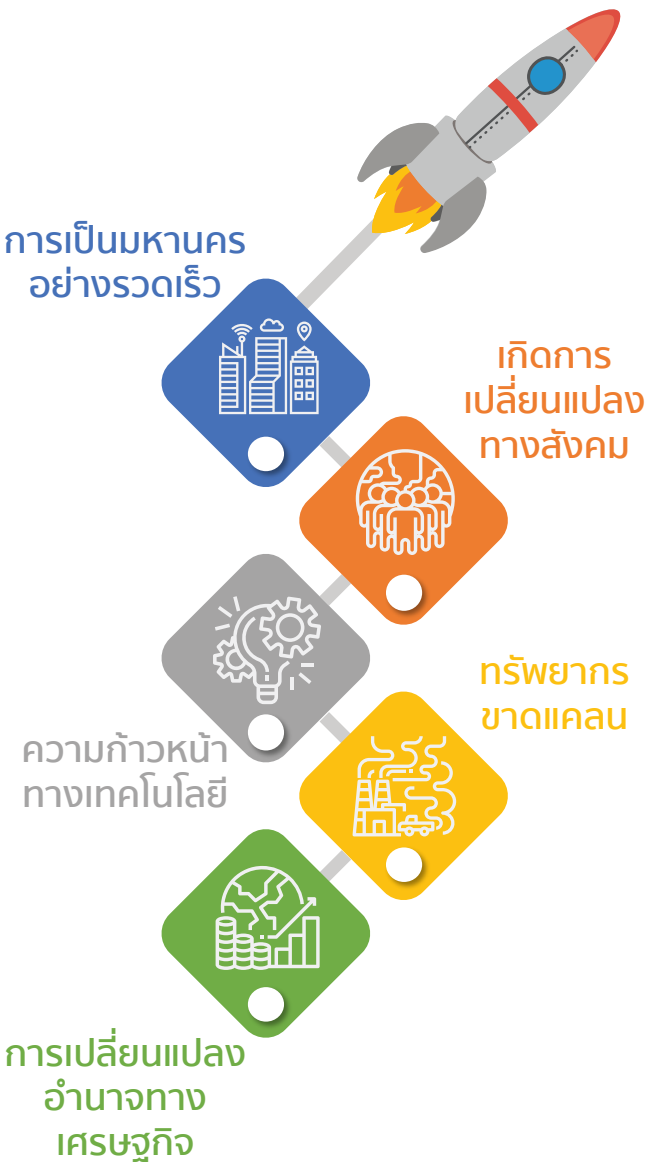 การเป็นมหานคร
อย่างรวดเร็ว
เกิดการ
เปลี่ยนแปลง
ทางสังคม
ความก้าวหน้า
ทางเทคโนโลยี
ทรัพยากร
ขาดแคลน
การเปลี่ยนแปลง
อำนาจทาง
เศรษฐกิจ